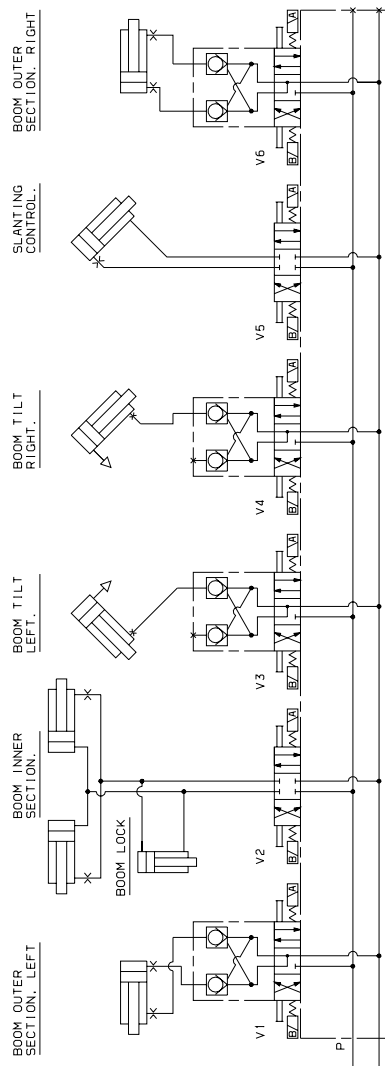 BOOM OUTER
SECTION, LEFT
BOOM INNER
SECTION.
BOOM TILT
LEFT.
BOOM TILT
RIGHT.
SLANTING
CONTROL.
BOOM OUTER
SECTION. RIGHT
BOOM LOCK
V1
V2
V3
V4
V5
V6
B
A
B
A
B
A
B
A
B
A
B
A
P